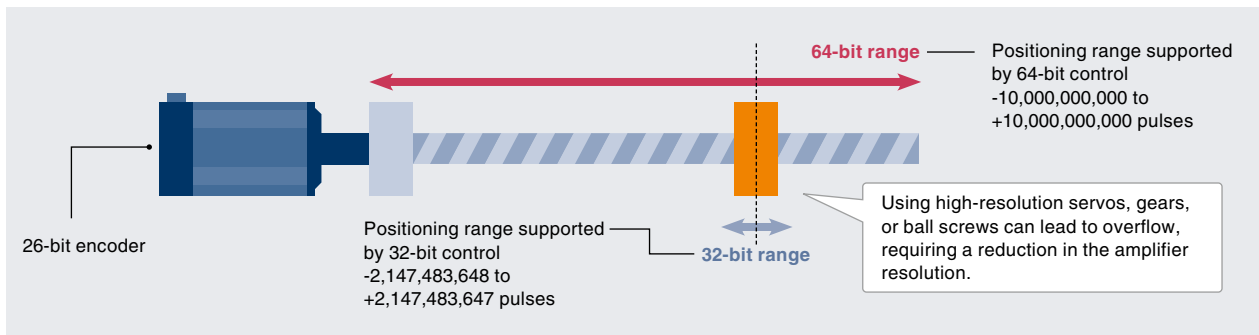 64-bit range
Positioning range supported
by 64-bit control
-10,000,000,000 to
+10,000,000,000 pulses
26-bit encoder
Positioning range supported
by 32-bit control
-2,147,483,648 to
+2,147,483,647 pulses
32-bit range
Using high-resolution servos, gears,
or ball screws can lead to overflow,
requiring a reduction in the amplifier
resolution.